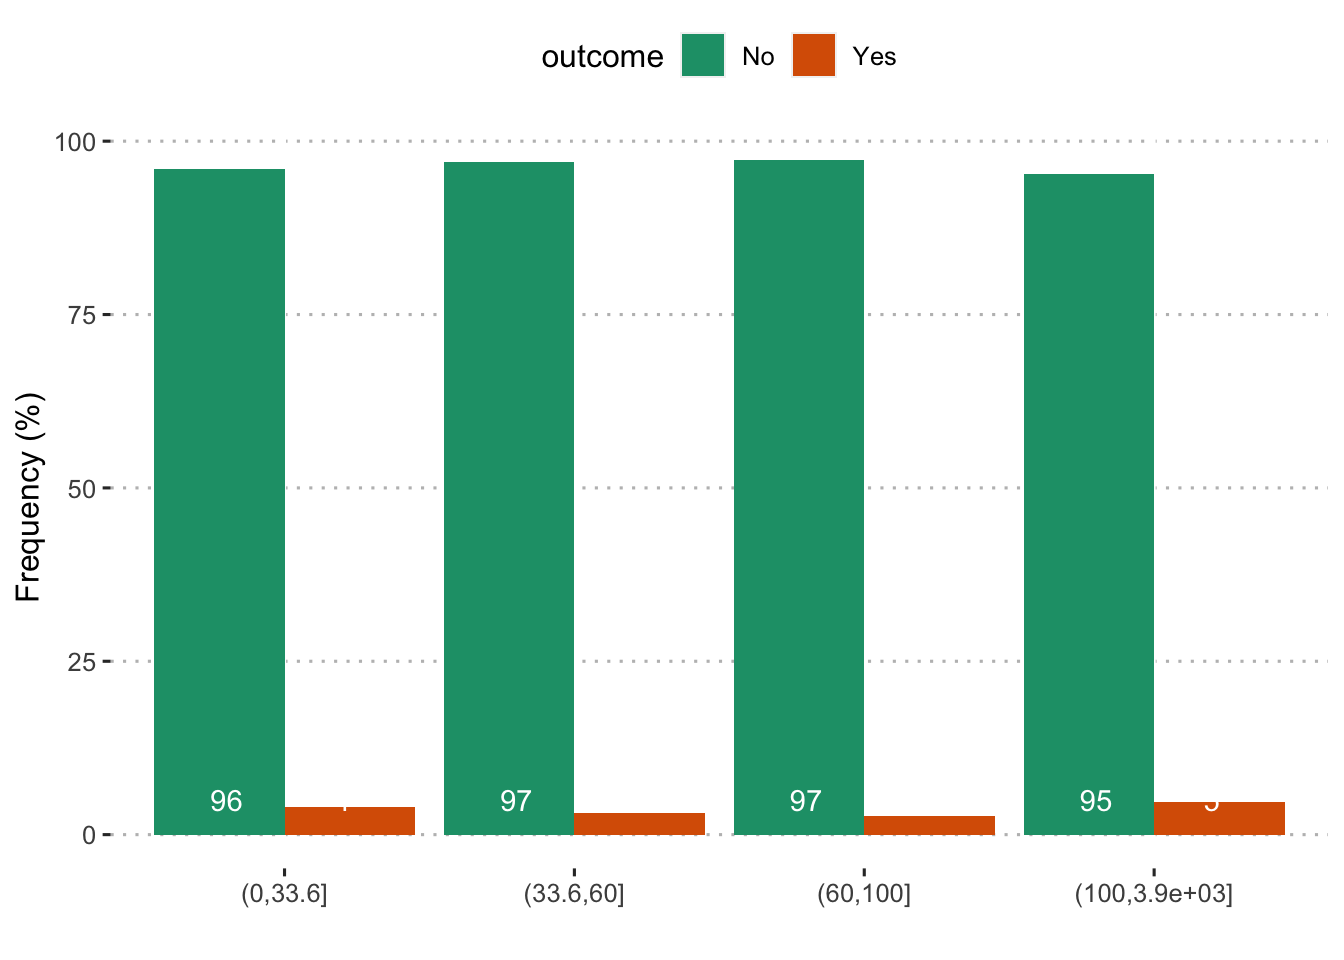 outcome No Yes
100
75
50
25
0
Frequency (%)
96 97 97 95
(0,33.6] (33.6,60] (60,100] (100,3.9e+03]